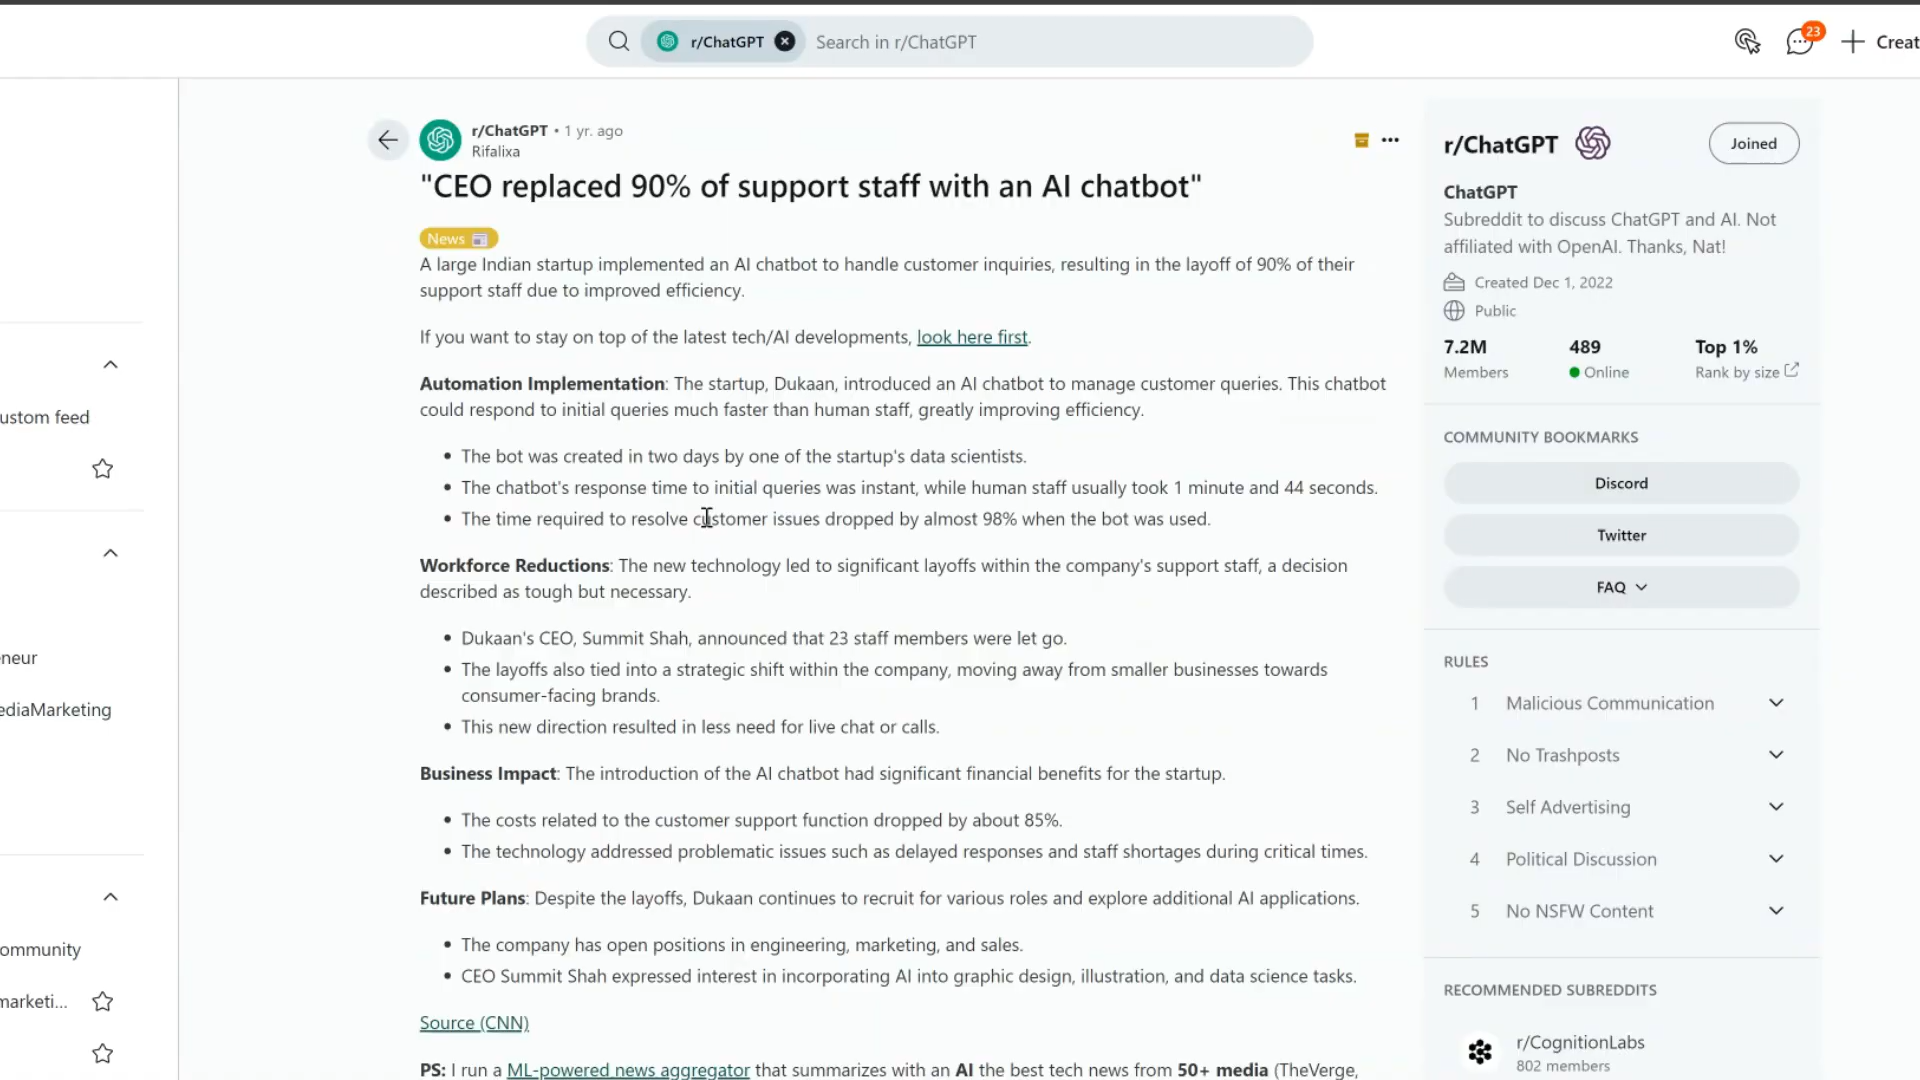 r/ChatGPT
Search in r/ChatGPT
23
Creat
r/ChatGPT • 1 yr. ago
Rifalixa
"CEO replaced 90% of support staff with an AI chatbot"
News
A large Indian startup implemented an AI chatbot to handle customer inquiries, resulting in the layoff of 90% of their
support staff due to improved efficiency.
If you want to stay on top of the latest tech/AI developments, look here first.
Automation Implementation: The startup, Dukaan, introduced an AI chatbot to manage customer queries. This chatbot
could respond to initial queries much faster than human staff, greatly improving efficiency.
• The bot was created in two days by one of the startup's data scientists.
• The chatbot's response time to initial queries was instant, while human staff usually took 1 minute and 44 seconds.
• The time required to resolve customer issues dropped by almost 98% when the bot was used.
Workforce Reductions: The new technology led to significant layoffs within the company's support staff, a decision
described as tough but necessary.
• Dukaan's CEO, Summit Shah, announced that 23 staff members were let go.
• The layoffs also tied into a strategic shift within the company, moving away from smaller businesses towards
consumer-facing brands.
• This new direction resulted in less need for live chat or calls.
Business Impact: The introduction of the AI chatbot had significant financial benefits for the startup.
• The costs related to the customer support function dropped by about 85%.
• The technology addressed problematic issues such as delayed responses and staff shortages during critical times.
Future Plans: Despite the layoffs, Dukaan continues to recruit for various roles and explore additional AI applications.
• The company has open positions in engineering, marketing, and sales.
• CEO Summit Shah expressed interest in incorporating AI into graphic design, illustration, and data science tasks.
Source (CNN)
PS: I run a ML-powered news aggregator that summarizes with an AI the best tech news from 50+ media (TheVerge,
ustom feed
eneur
ediaMarketing
ommunity
marketi...
r/ChatGPT
Joined
ChatGPT
Subreddit to discuss ChatGPT and AI. Not
affiliated with OpenAI. Thanks, Nat!
Created Dec 1, 2022
Public
7.2M 489 Top 1%
Members Online Rank by size
COMMUNITY BOOKMARKS
Discord
Twitter
FAQ
RULES
1 Malicious Communication
2 No Trashposts
3 Self Advertising
4 Political Discussion
5 No NSFW Content
RECOMMENDED SUBREDDITS
r/CognitionLabs
802 members